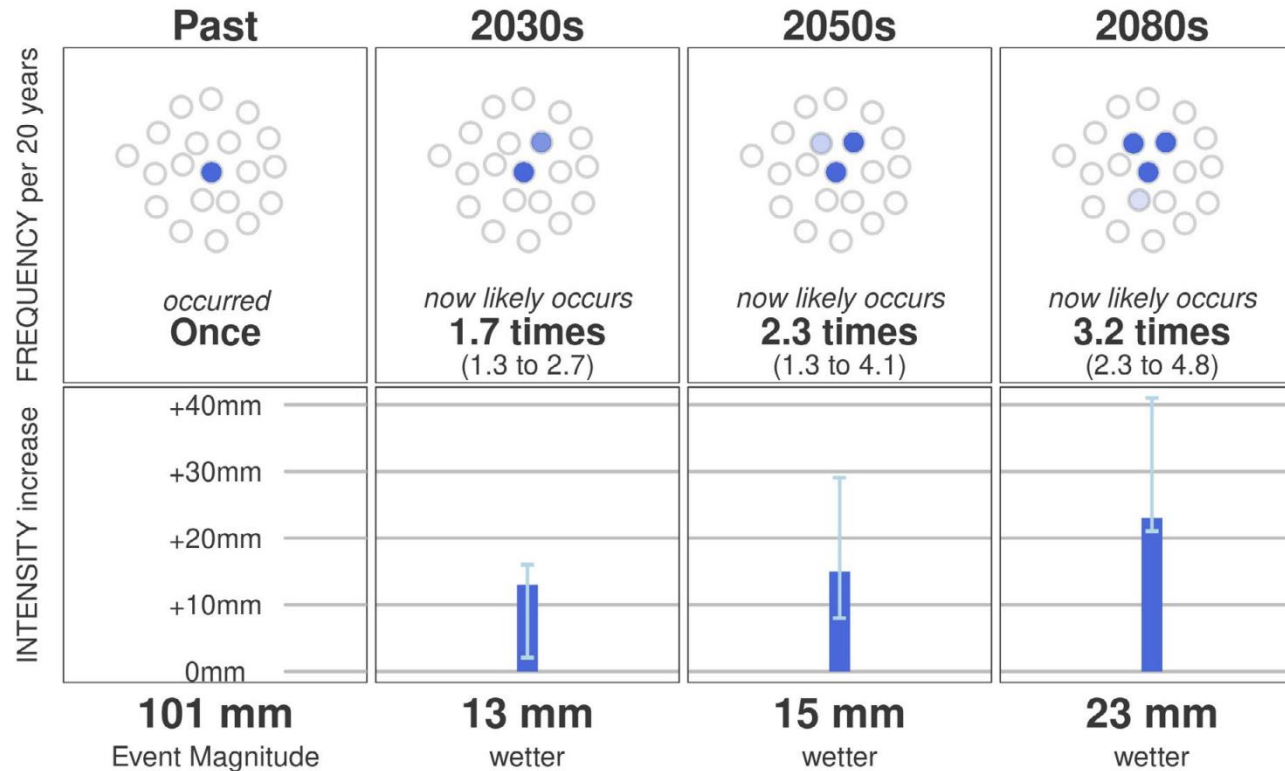 Past
2030s
2050s
2080s
FREQUENCY per 20 years
occurred
Once
now likely occurs
1.7 times
(1.3 to 2.7)
now likely occurs
2.3 times
(1.3 to 4.1)
now likely occurs
3.2 times
(2.3 to 4.8)
INTENSITY increase
+40mm
+30mm
+20mm
+10mm
0mm
101 mm
Event Magnitude
13 mm
wetter
15 mm
wetter
23 mm
wetter